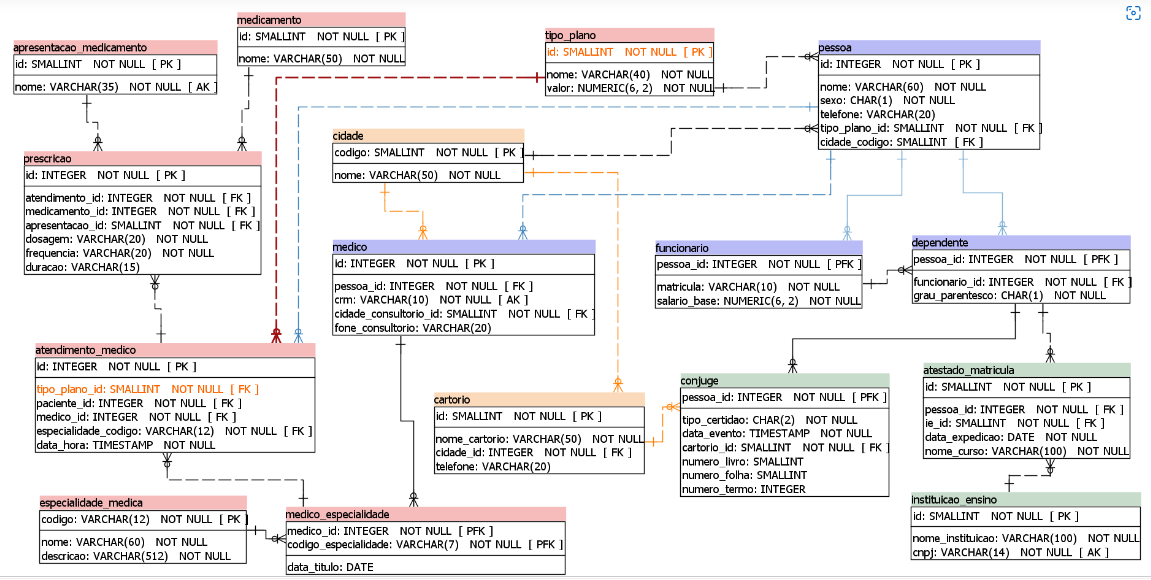 medicamento
id: SMALLINT NOT NULL [ PK ]
nome: VARCHAR(50) NOT NULL
apresentacao_medicamento
id: SMALLINT NOT NULL [ PK ]
nome: VARCHAR(35) NOT NULL [ AK ]
tipo_plano
id: SMALLINT NOT NULL [ PK ]
nome: VARCHAR(40) NOT NULL
valor: NUMERIC(6, 2) NOT NULL
pessoa
id: INTEGER NOT NULL [ PK ]
nome: VARCHAR(60) NOT NULL
sexo: CHAR(1) NOT NULL
telefone: VARCHAR(20)
tipo_plano_id: SMALLINT NOT NULL [ FK ]
cidade_codigo: SMALLINT [ FK ]
cidade
codigo: SMALLINT NOT NULL [ PK ]
nome: VARCHAR(50) NOT NULL
prescricao
id: INTEGER NOT NULL [ PK ]
atendimento_id: INTEGER NOT NULL [ FK ]
medicamento_id: INTEGER NOT NULL [ FK ]
apresentacao_id: SMALLINT NOT NULL [ FK ]
dosagem: VARCHAR(20) NOT NULL
frequencia: VARCHAR(20) NOT NULL
duracao: VARCHAR(15)
medico
id: INTEGER NOT NULL [ PK ]
pessoa_id: INTEGER NOT NULL [ FK ]
crm: VARCHAR(10) NOT NULL [ AK ]
cidade_consultorio_id: SMALLINT NOT NULL [ FK ]
fone_consultorio: VARCHAR(20)
funcionario
pessoa_id: INTEGER NOT NULL [ PFK ]
matricula: VARCHAR(10) NOT NULL
salario_base: NUMERIC(6, 2) NOT NULL
dependente
pessoa_id: INTEGER NOT NULL [ PFK ]
funcionario_id: INTEGER NOT NULL [ FK ]
grau_parentesco: CHAR(1) NOT NULL
atendimento_medico
id: INTEGER NOT NULL [ PK ]
tipo_plano_id: SMALLINT NOT NULL [ FK ]
paciente_id: INTEGER NOT NULL [ FK ]
medico_id: INTEGER NOT NULL [ FK ]
especialidade_codigo: VARCHAR(12) NOT NULL [ FK ]
data_hora: TIMESTAMP NOT NULL
cartorio
id: SMALLINT NOT NULL [ PK ]
nome_cartorio: VARCHAR(50) NOT NULL
cidade_id: INTEGER NOT NULL [ FK ]
telefone: VARCHAR(20)
conjuge
pessoa_id: INTEGER NOT NULL [ PFK ]
tipo_certidao: CHAR(2) NOT NULL
data_evento: TIMESTAMP NOT NULL
cartorio_id: SMALLINT NOT NULL [ FK ]
numero_livro: SMALLINT
numero_folha: SMALLINT
numero_termo: INTEGER
atestado_matricula
id: SMALLINT NOT NULL [ PK ]
pessoa_id: INTEGER NOT NULL [ FK ]
ie_id: SMALLINT NOT NULL [ FK ]
data_expedicao: DATE NOT NULL
nome_curso: VARCHAR(100) NOT NULL
especialidade_medica
codigo: VARCHAR(12) NOT NULL [ PK ]
nome: VARCHAR(60) NOT NULL
descricao: VARCHAR(512) NOT NULL
medico_especialidade
medico_id: INTEGER NOT NULL [ PFK ]
codigo_especialidade: VARCHAR(7) NOT NULL [ PFK ]
data_titulo: DATE
instituicao_ensino
id: SMALLINT NOT NULL [ PK ]
nome_instituicao: VARCHAR(100) NOT NULL
cnpj: VARCHAR(14) NOT NULL [ AK ]